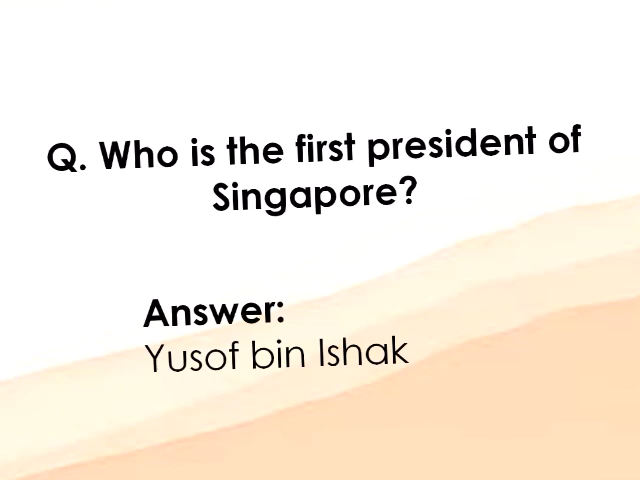 Q. Who is the first president of
Singapore?
Answer:
Yusof bin Ishak